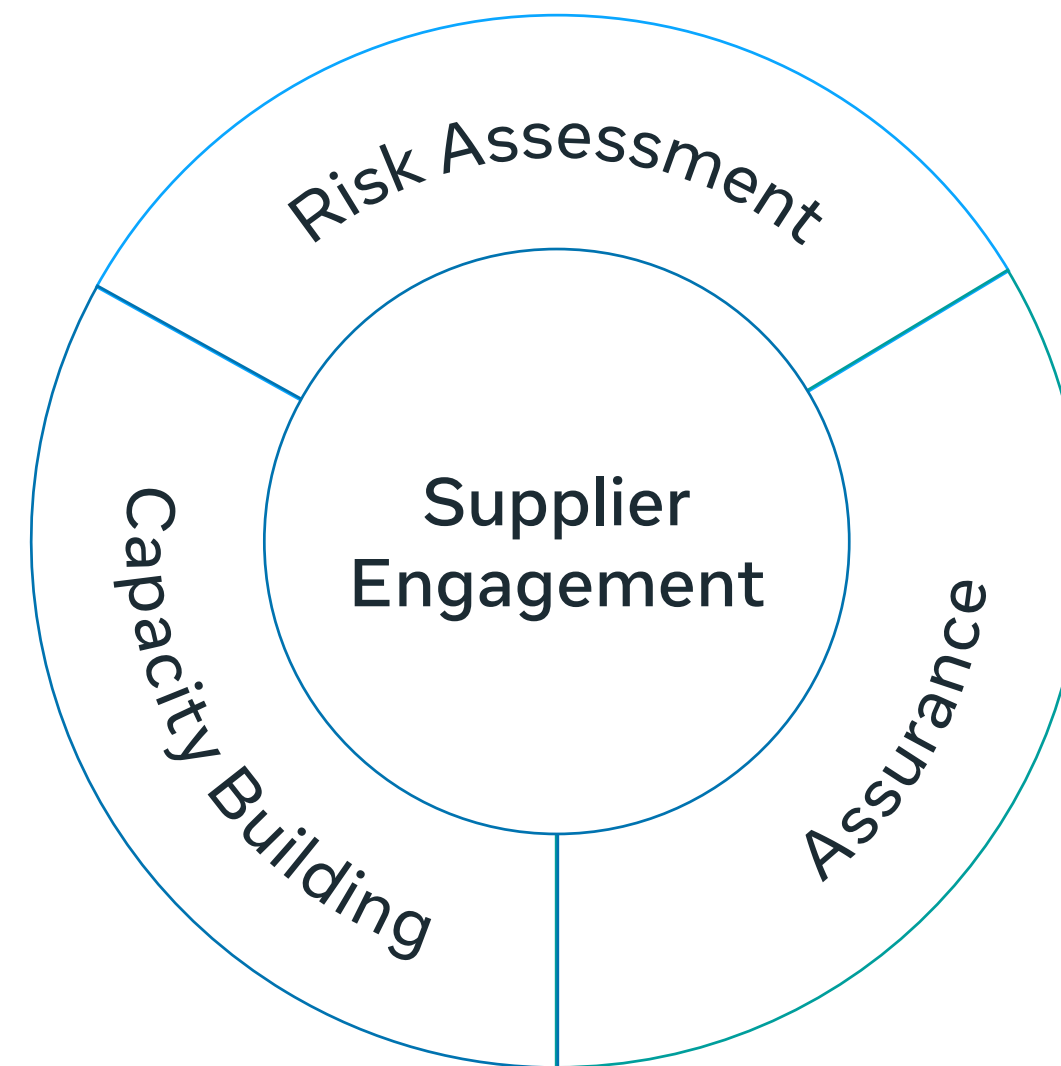 Risk Assessment
Supplier
Engagement
Capacity Building
Assurance